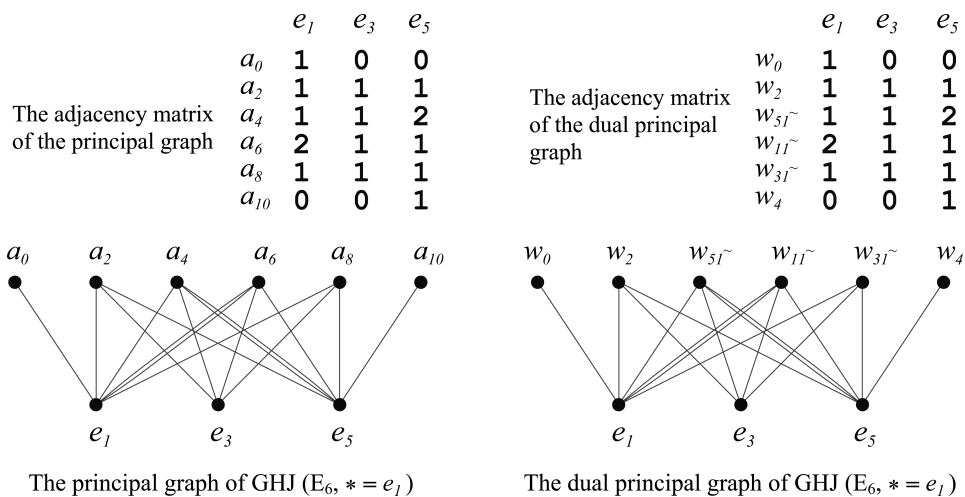 e₁ e₃ e₅
a₀ 1 0 0
a₂ 1 1 1
a₄ 1 1 2
a₆ 2 1 1
a₈ 1 1 1
a₁₀ 0 0 1
The adjacency matrix
of the principal graph
e₁ e₃ e₅
w₀ 1 0 0
w₂ 1 1 1
w₅₁~ 1 1 2
w₁₁~ 2 1 1
w₃₁~ 1 1 1
w₄ 0 0 1
The adjacency matrix
of the dual principal
graph
a₀ a₂ a₄ a₆ a₈ a₁₀
e₁ e₃ e₅
The principal graph of GHJ (E₆, * = e₁)
w₀ w₂ w₅₁~ w₁₁~ w₃₁~ w₄
e₁ e₃ e₅
The dual principal graph of GHJ (E₆, * = e₁)